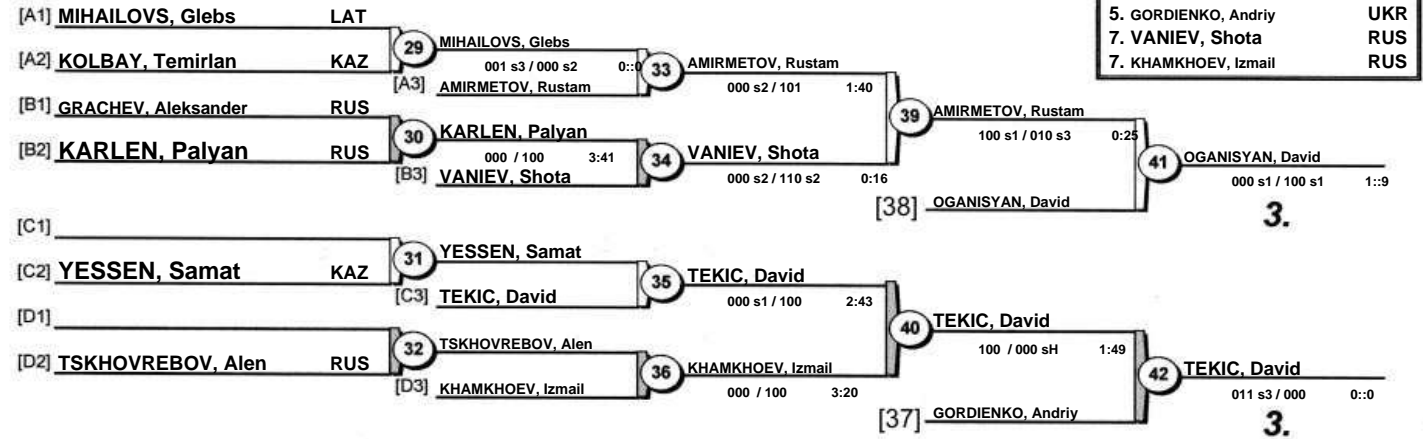 [A1] MIHAILOVS, Glebs LAT
[A2] KOLBAY, Temirlan KAZ
[B1] GRACHEV, Aleksander RUS
[B2] KARLEN, Palyan RUS
[C1]
[C2] YESSEN, Samat KAZ
[D1]
[D2] TSKHOVREBOV, Alen RUS
29
30
31
32
MIHAILOVS, Glebs
001 s3 / 000 s2 0::0
[A3] AMIRMETOV, Rustam
KARLEN, Palyan
000 / 100 3:41
[B3] VANIEV, Shota
YESSEN, Samat
[C3] TEKIC, David
TSKHOVREBOV, Alen
[D3] KHAMKHOEV, Izmail
33
34
35
36
AMIRMETOV, Rustam
000 s2 / 101 1:40
VANIEV, Shota
000 s2 / 110 s2 0:16
TEKIC, David
000 s1 / 100 2:43
KHAMKHOEV, Izmail
000 / 100 3:20
39
40
AMIRMETOV, Rustam
100 s1 / 010 s3 0:25
[38] OGANISYAN, David
TEKIC, David
100 / 000 sH 1:49
[37] GORDIENKO, Andriy
41
42
OGANISYAN, David
000 s1 / 100 s1 1::9
3.
TEKIC, David
011 s3 / 000 0::0
3.
5. GORDIENKO, Andriy UKR
7. VANIEV, Shota RUS
7. KHAMKHOEV, Izmail RUS